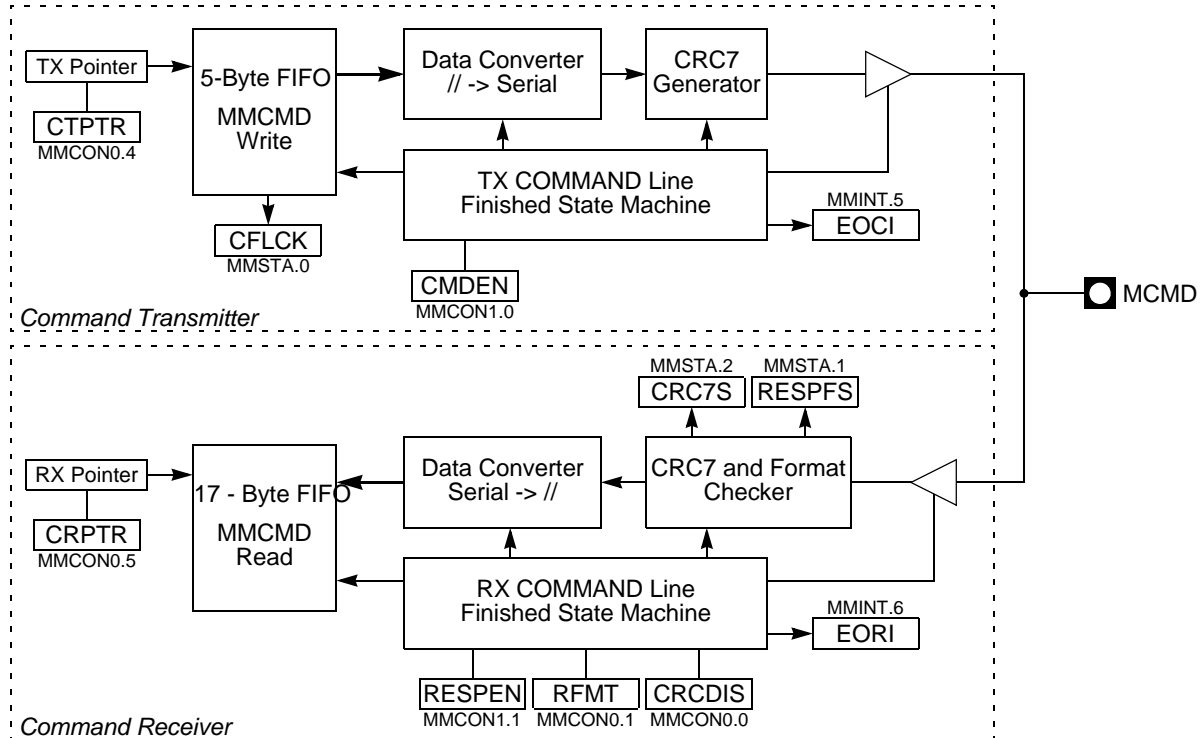 TX Pointer
CTPTR
MMCON0.4
5-Byte FIFO
MMCMD
Write
CFLCK
MMSTA.0
Data Converter
// -> Serial
CRC7
Generator
TX COMMAND Line
Finished State Machine
CMDEN
MMCON1.0
MMINT.5
EOCI
Command Transmitter
MCMD
MMSTA.2
CRC7S
MMSTA.1
RESPFS
RX Pointer
CRPTR
MMCON0.5
17 - Byte FIFO
MMCMD
Read
Data Converter
Serial -> //
CRC7 and Format
Checker
RX COMMAND Line
Finished State Machine
MMINT.6
EORI
RESPEN
MMCON1.1
RFMT
MMCON0.1
CRCDIS
MMCON0.0
Command Receiver